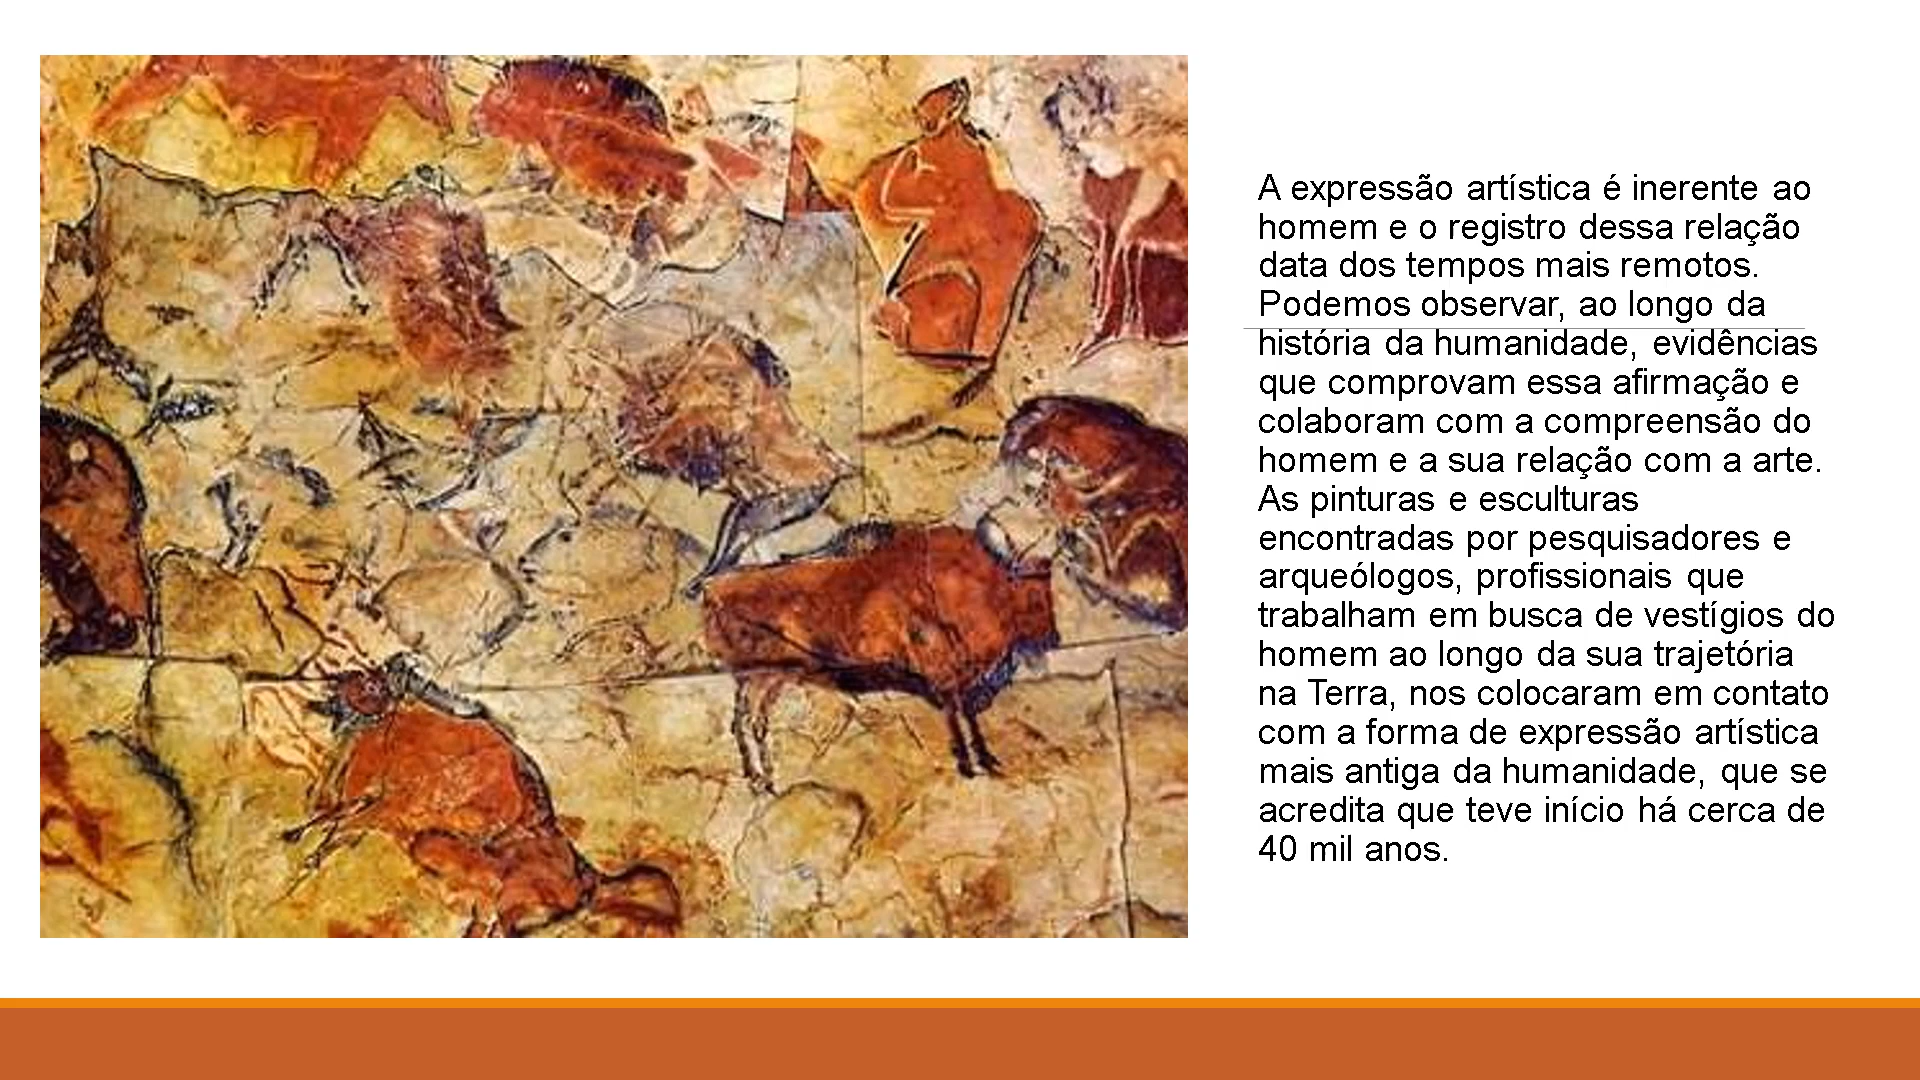 A expressão artística é inerente ao
homem e o registro dessa relação
data dos tempos mais remotos.
Podemos observar, ao longo da
história da humanidade, evidências
que comprovam essa afirmação e
colaboram com a compreensão do
homem e a sua relação com a arte.
As pinturas e esculturas
encontradas por pesquisadores e
arqueólogos, profissionais que
trabalham em busca de vestígios do
homem ao longo da sua trajetória
na Terra, nos colocaram em contato
com a forma de expressão artística
mais antiga da humanidade, que se
acredita que teve início há cerca de
40 mil anos.